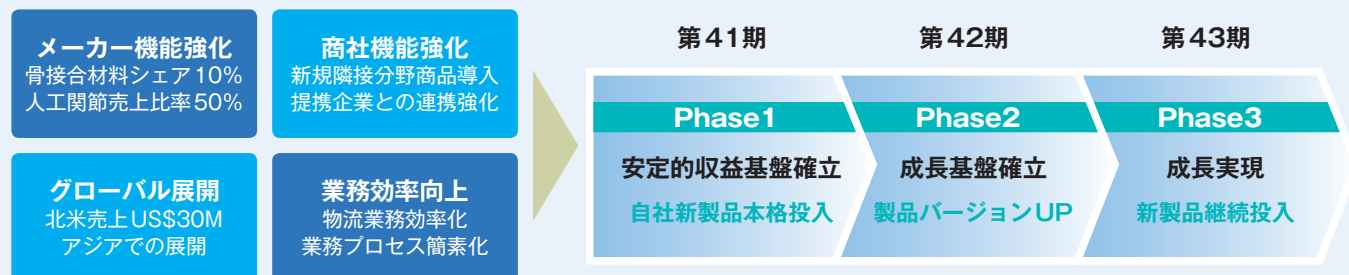 メーカー機能強化
骨接合材料シェア10%
人工関節売上比率50%
商社機能強化
新規隣接分野商品導入
提携企業との連携強化
グローバル展開
北米売上US$30M
アジアでの展開
業務効率向上
物流業務効率化
業務プロセス簡素化
第41期
Phase1
安定的収益基盤確立
自社新製品本格投入
第42期
Phase2
成長基盤確立
製品バージョンUP
第43期
Phase3
成長実現
新製品継続投入